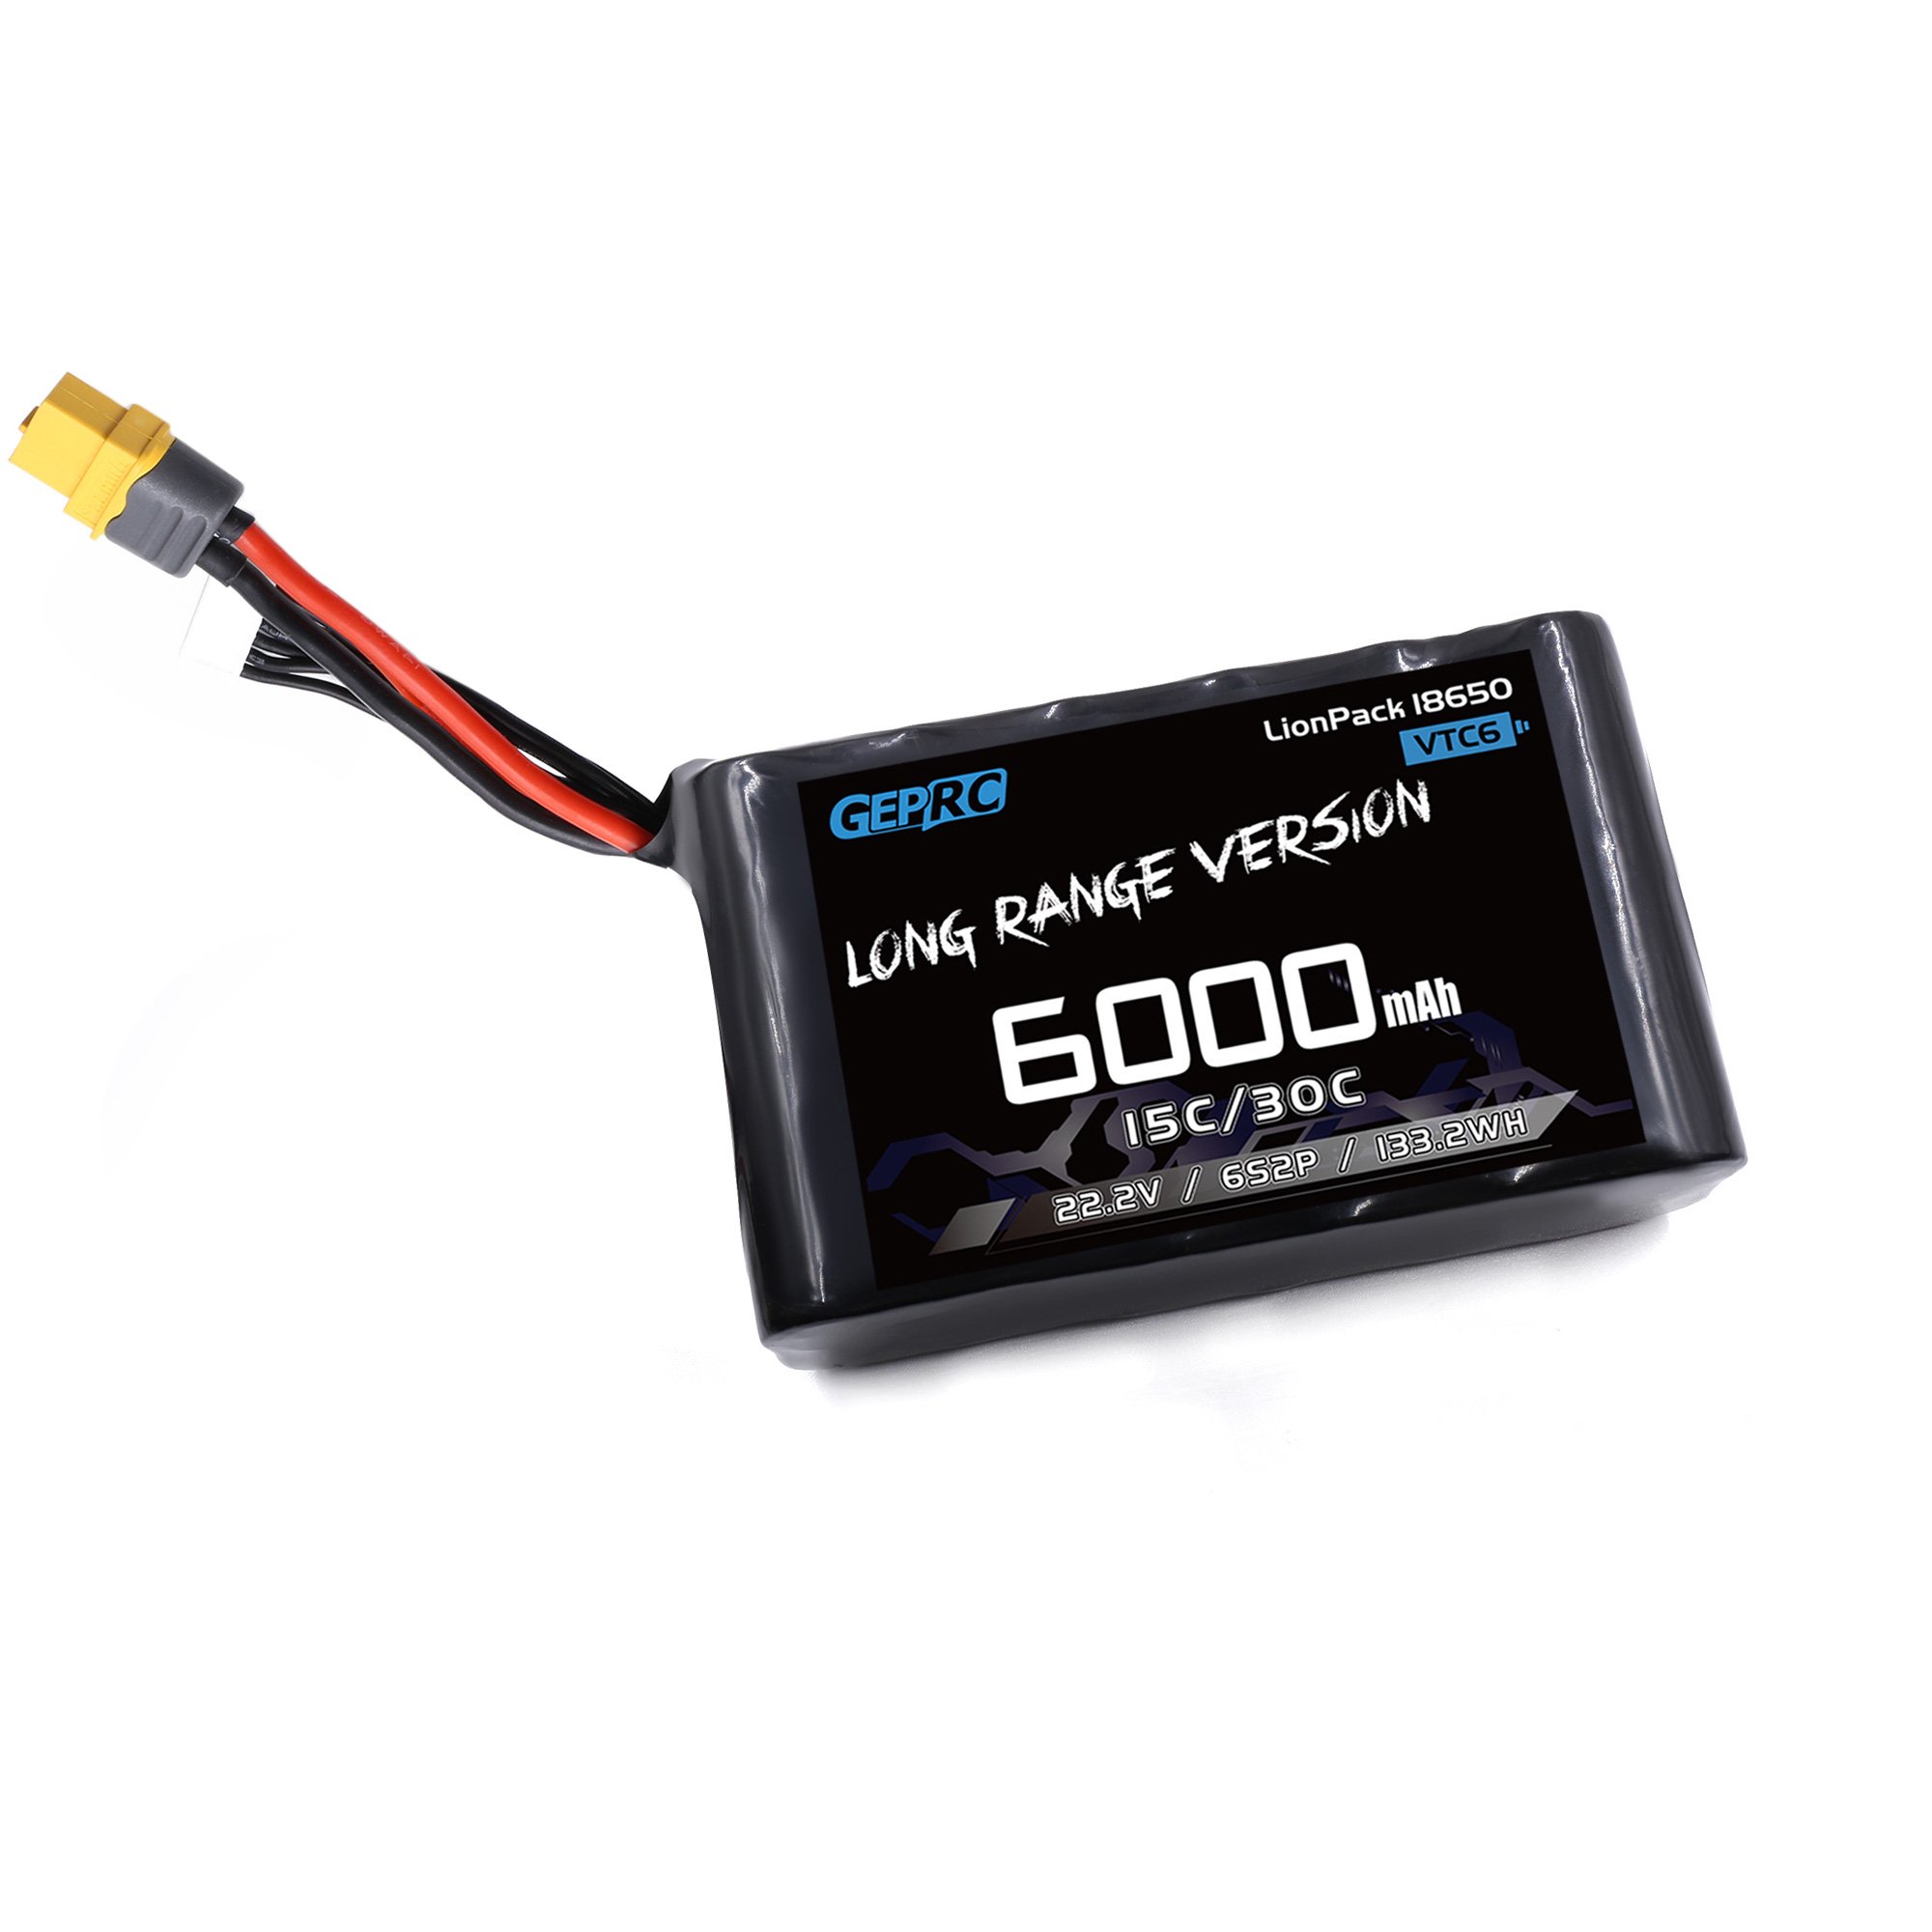 GEPRC
LionPack 18650
VTC6
LONG RANGE VERSION
6000mAh
15C/30C
22.2V / 6S2P / 133.2WH